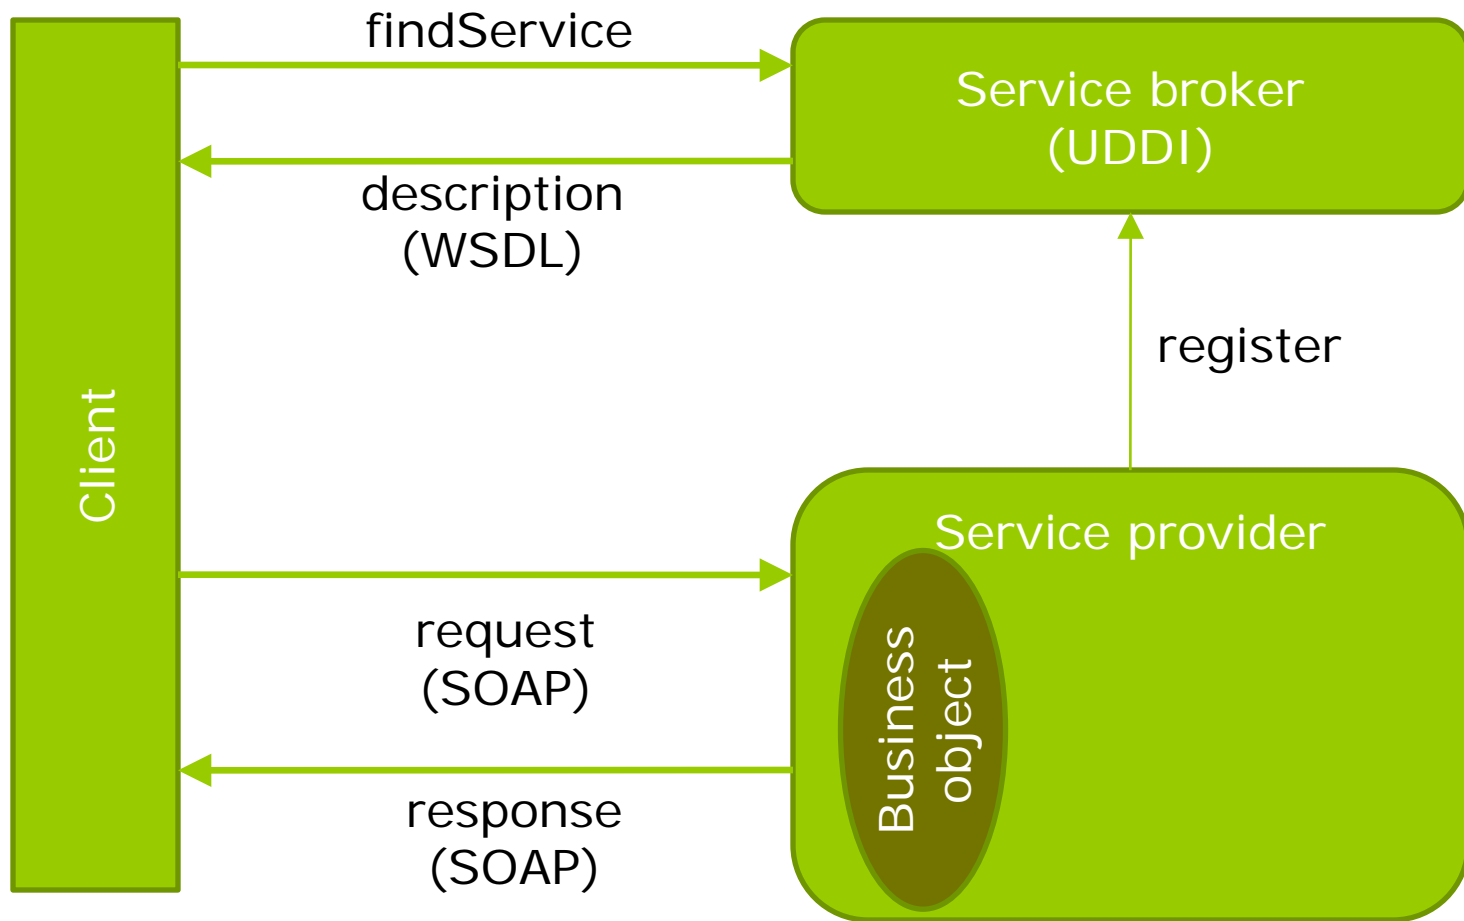 findService
Service broker
(UDDI)
description
(WSDL)
register
Client
Service provider
request
(SOAP)
Business
object
response
(SOAP)